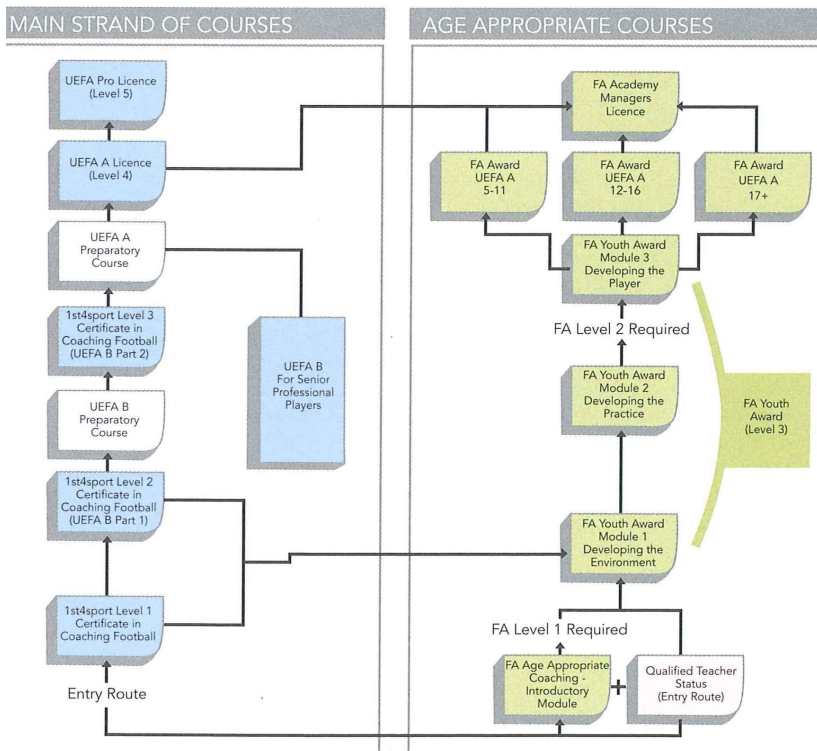 MAIN STRAND OF COURSES
UEFA Pro Licence
(Level 5)
UEFA A Licence
(Level 4)
UEFA A
Preparatory
Course
1st4sport Level 3
Certificate in
Coaching Football
(UEFA B Part 2)
UEFA B
For Senior
Professional
Players
UEFA B
Preparatory
Course
1st4sport Level 2
Certificate in
Coaching Football
(UEFA B Part 1)
1st4sport Level 1
Certificate in
Coaching Football
Entry Route
AGE APPROPRIATE COURSES
FA Academy
Managers
Licence
FA Award
UEFA A
5-11
FA Award
UEFA A
12-16
FA Award
UEFA A
17+
FA Youth Award
Module 3
Developing the
Player
FA Level 2 Required
FA Youth Award
Module 2
Developing the
Practice
FA Youth
Award
(Level 3)
FA Youth Award
Module 1
Developing the
Environment
FA Level 1 Required
FA Age Appropriate
Coaching -
Introductory
Module
+
Qualified Teacher
Status
(Entry Route)